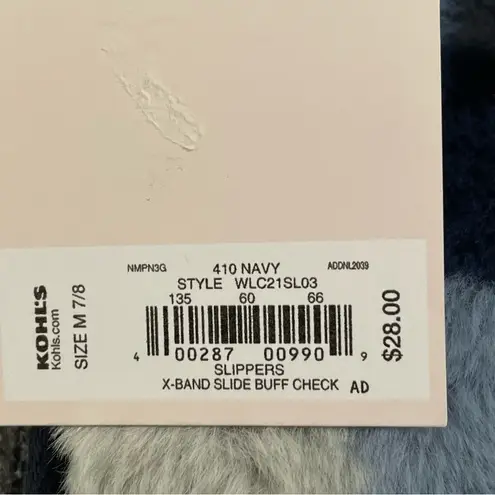 NMPN3G 410 NAVY ADDNL2039
STYLE WLC21SL03
135 60 66
4 00287 00990 9
SLIPPERS
X-BAND SLIDE BUFF CHECK AD
KOHL'S
Kohls.com
SIZE M 7/8
$28.00